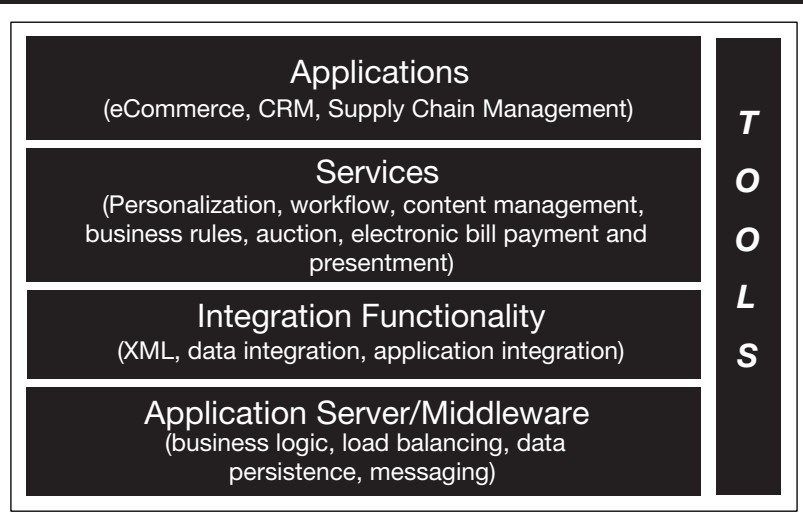 Applications
(eCommerce, CRM, Supply Chain Management)
Services
(Personalization, workflow, content management,
business rules, auction, electronic bill payment and
presentment)
Integration Functionality
(XML, data integration, application integration)
Application Server/Middleware
(business logic, load balancing, data
persistence, messaging)
T
O
O
L
S